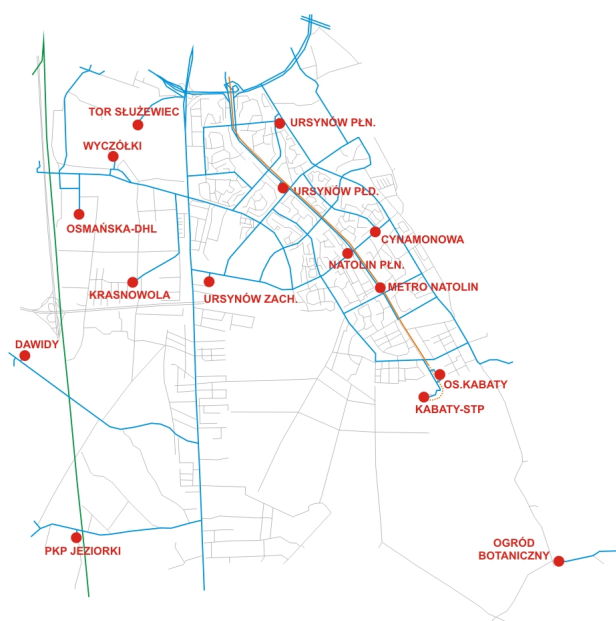 TOR SŁUŻEWIEC
URSYNÓW PŁN.
WYCZÓŁKI
URSYNÓW PŁD.
OSMAŃSKA-DHL
CYNAMONOWA
NATOLIN PŁN.
KRASNOWOLA
URSYNÓW ZACH.
METRO NATOLIN
DAWIDY
OS.KABATY
KABATY-STP
PKP JEZIORKI
OGRÓD
BOTANICZNY